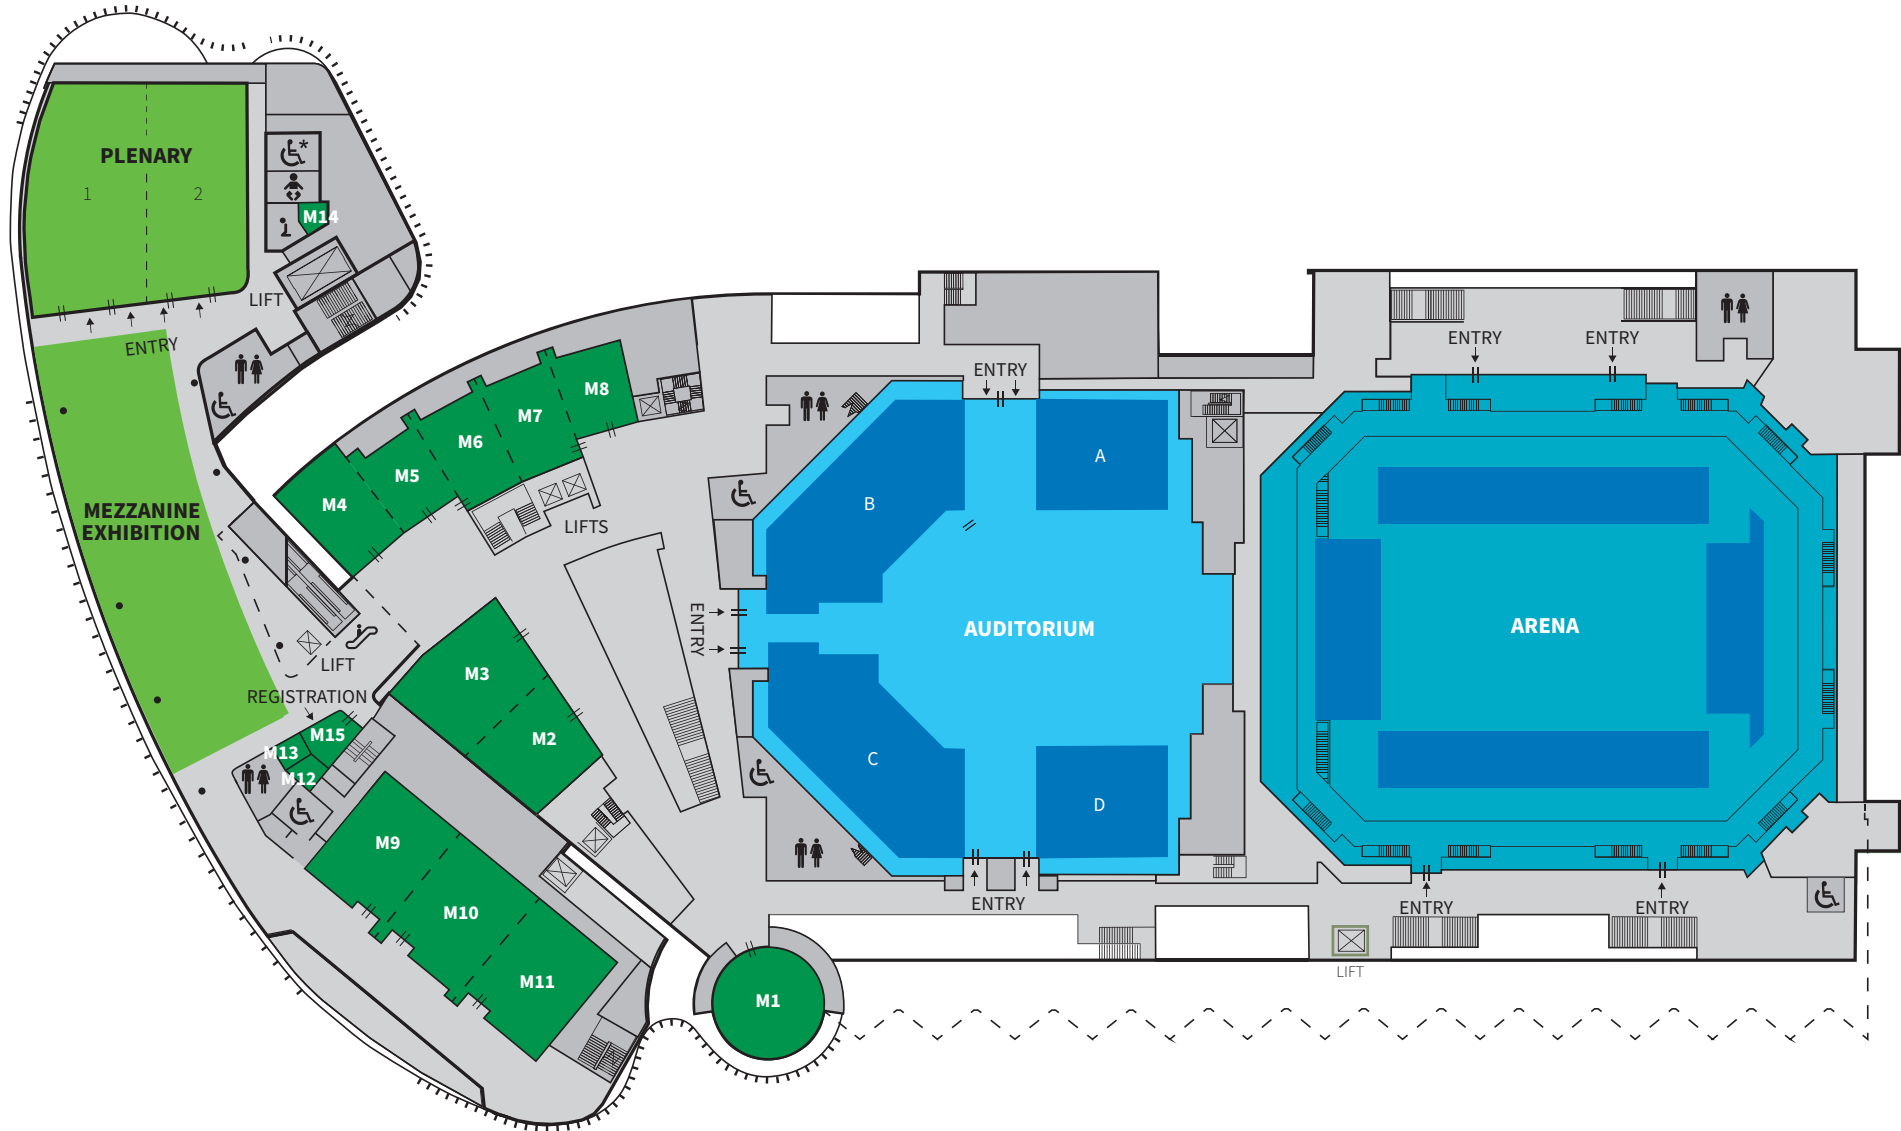 PLENARY
1
2
M14
LIFT
ENTRY
MEZZANINE
EXHIBITION
M4
M5
M6
M7
M8
LIFTS
LIFT
REGISTRATION
M15
M13
M12
M3
M2
M9
M10
M11
M1
ENTRY
A
B
ENTRY
AUDITORIUM
C
D
ENTRY
ENTRY
ENTRY
ARENA
ENTRY
ENTRY
LIFT